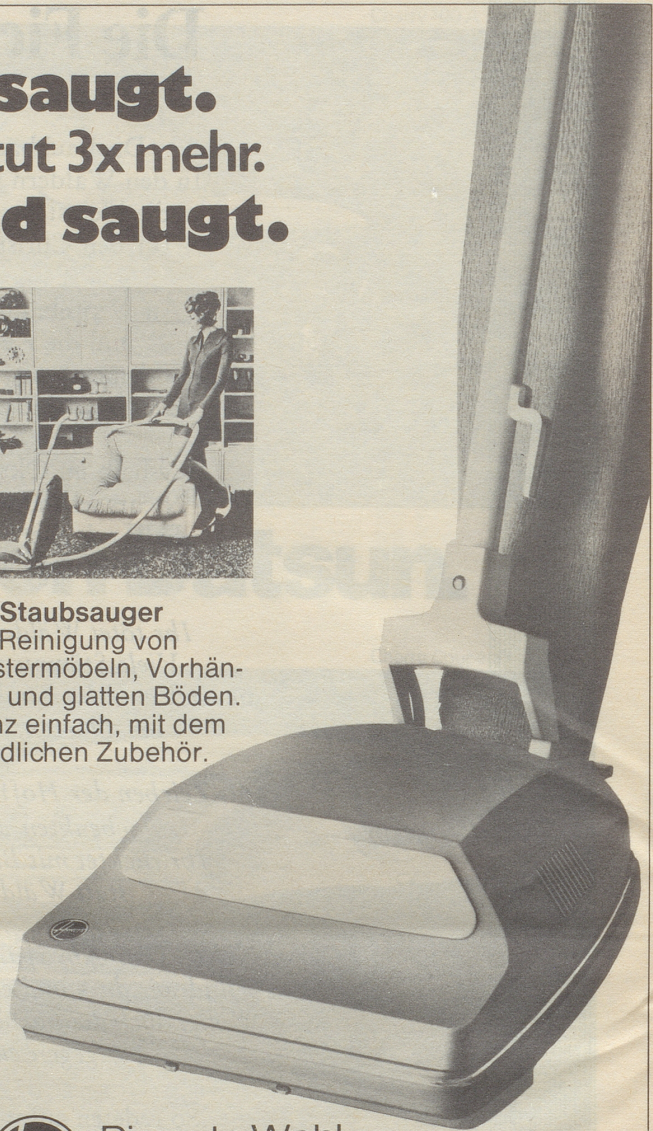 saugt.
tut 3x mehr.
d saugt.
Staubsauger
Reinigung von
stermöbeln, Vorhän-
und glatten Böden.
nz einfach, mit dem
dlichen Zubehör.